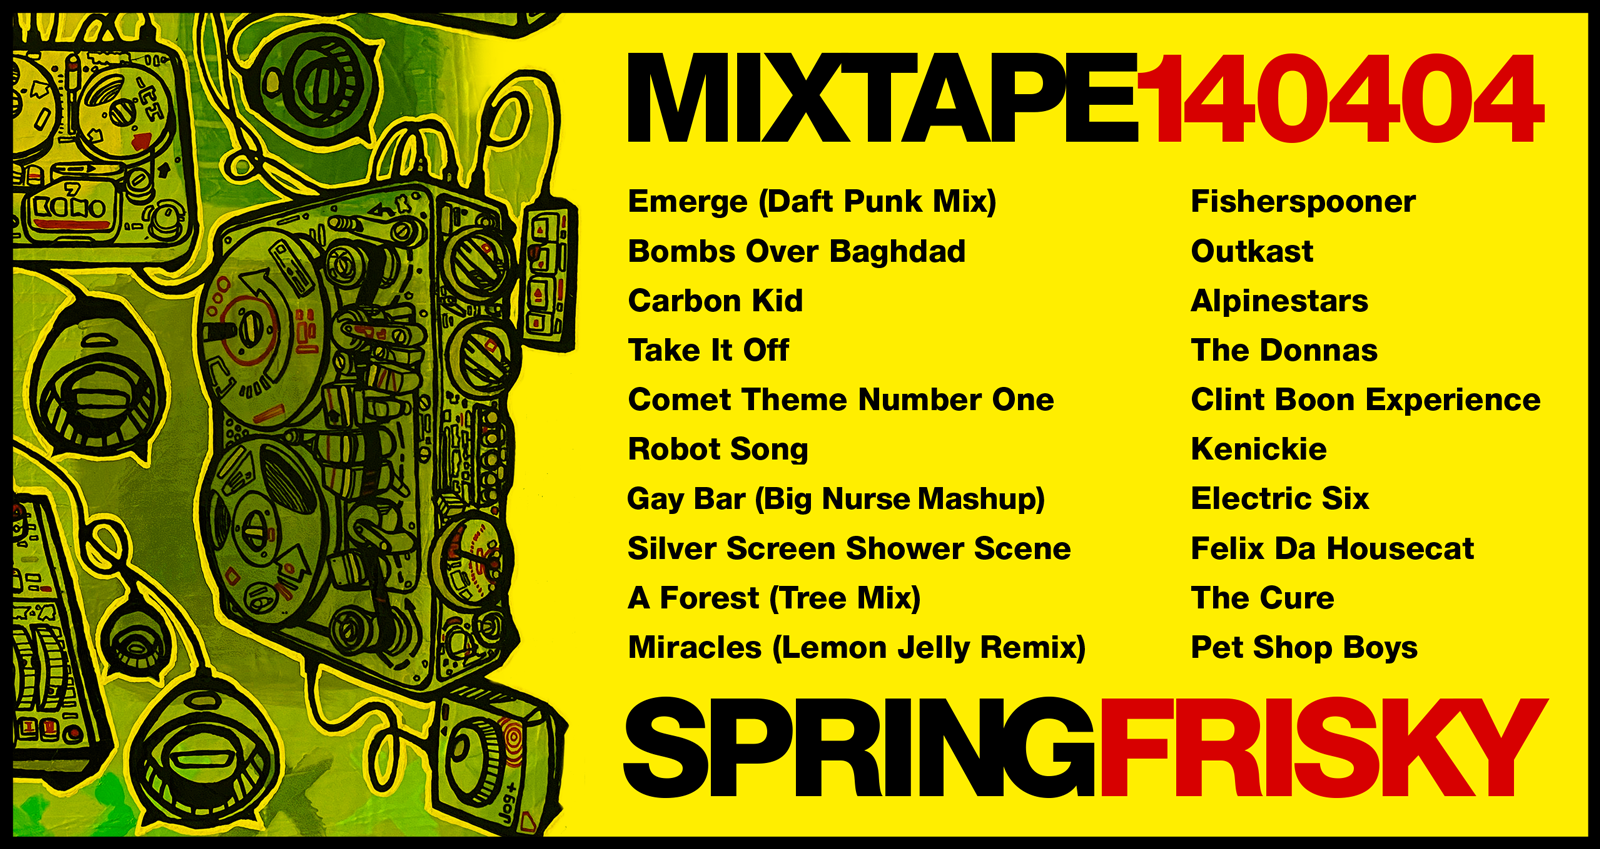 MIXTAPE140404
Emerge (Daft Punk Mix) Fisherspooner
Bombs Over Baghdad Outkast
Carbon Kid Alpinestars
Take It Off The Donnas
Comet Theme Number One Clint Boon Experience
Robot Song Kenickie
Gay Bar (Big Nurse Mashup) Electric Six
Silver Screen Shower Scene Felix Da Housecat
A Forest (Tree Mix) The Cure
Miracles (Lemon Jelly Remix) Pet Shop Boys
SPRINGFRISKY
Jog+